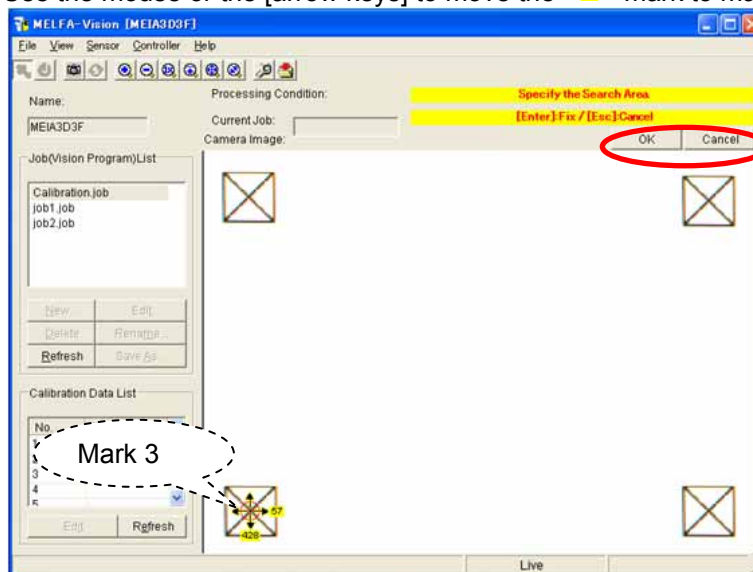 MELFA-Vision [MEIA3D3F]
File View Sensor Controller Help
Name:
MEIA3D3F
Processing Condition:
Current Job:
Camera Image:
Specify the Search Area.
[Enter]:Fix / [Esc]:Cancel
OK Cancel
Job(Vision Program)List
Calibration.job
job1.job
job2.job
New... Edit
Delete Rename...
Refresh Save As
Calibration Data List
No.
3
4
5
Mark 3
Edit Refresh
57
428
Live